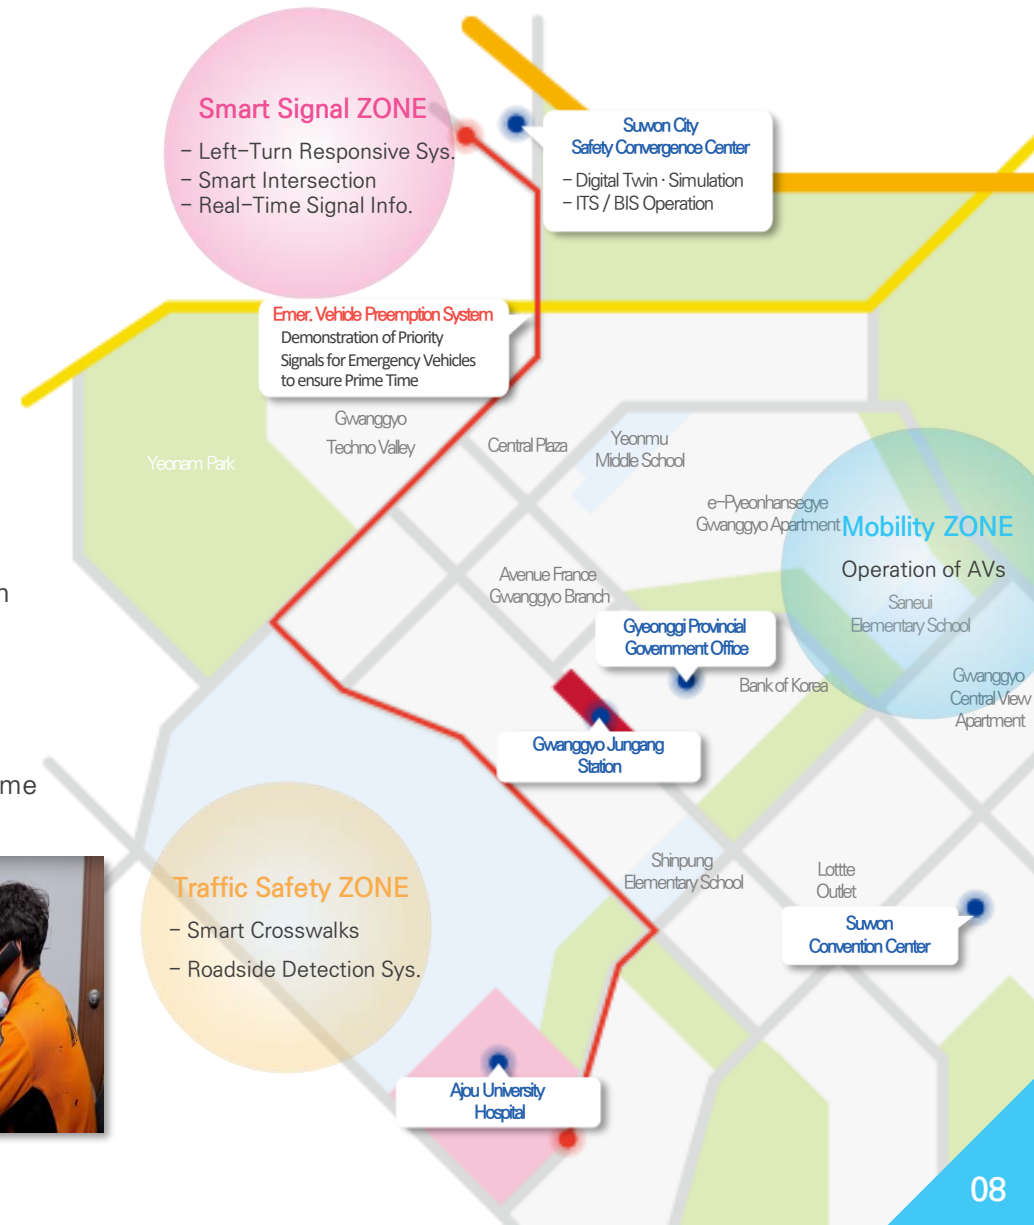 Smart Signal ZONE
- Left-Turn Responsive Sys.
- Smart Intersection
- Real-Time Signal Info.
Suwon City
Safety Convergence Center
- Digital Twin · Simulation
- ITS / BIS Operation
Emer. Vehicle Preemption System
Demonstration of Priority
Signals for Emergency Vehicles
to ensure Prime Time
Gwanggyo
Techno Valley
Central Plaza
Yeonmu
Middle School
Yeonam Park
e-Pyeonhansegye
Gwanggyo Apartment
Mobility ZONE
Operation of AVs
Avenue France
Gwanggyo Branch
Saneui
Elementary School
Gyeonggi Provincial
Government Office
Bank of Korea
Gwanggyo
Central View
Apartment
Gwanggyo Jungang
Station
Traffic Safety ZONE
- Smart Crosswalks
- Roadside Detection Sys.
Shinpung
Elementary School
Lottte
Outlet
Suwon
Convention Center
Ajou University
Hospital
08